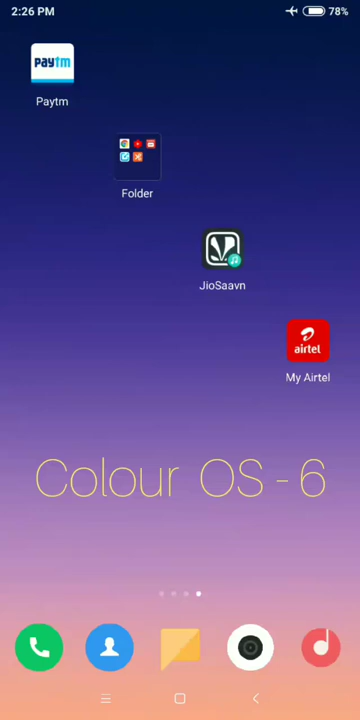 2:26 PM
78%
paytm
Paytm
Folder
JioSaavn
airtel
My Airtel
Colour OS - 6